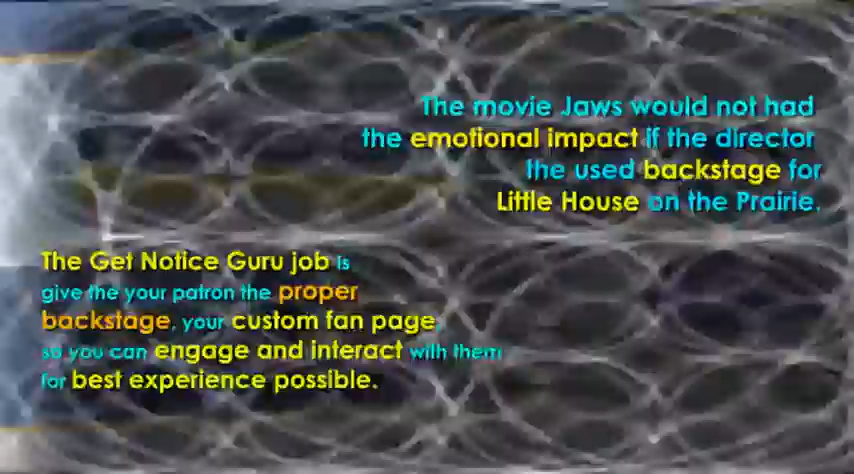 The movie Jaws would not had
the emotional impact if the director
the used backstage for
Little House on the Prairie.
The Get Notice Guru job is
give the your patron the proper
backstage, your custom fan page,
so you can engage and interact with them
for best experience possible.